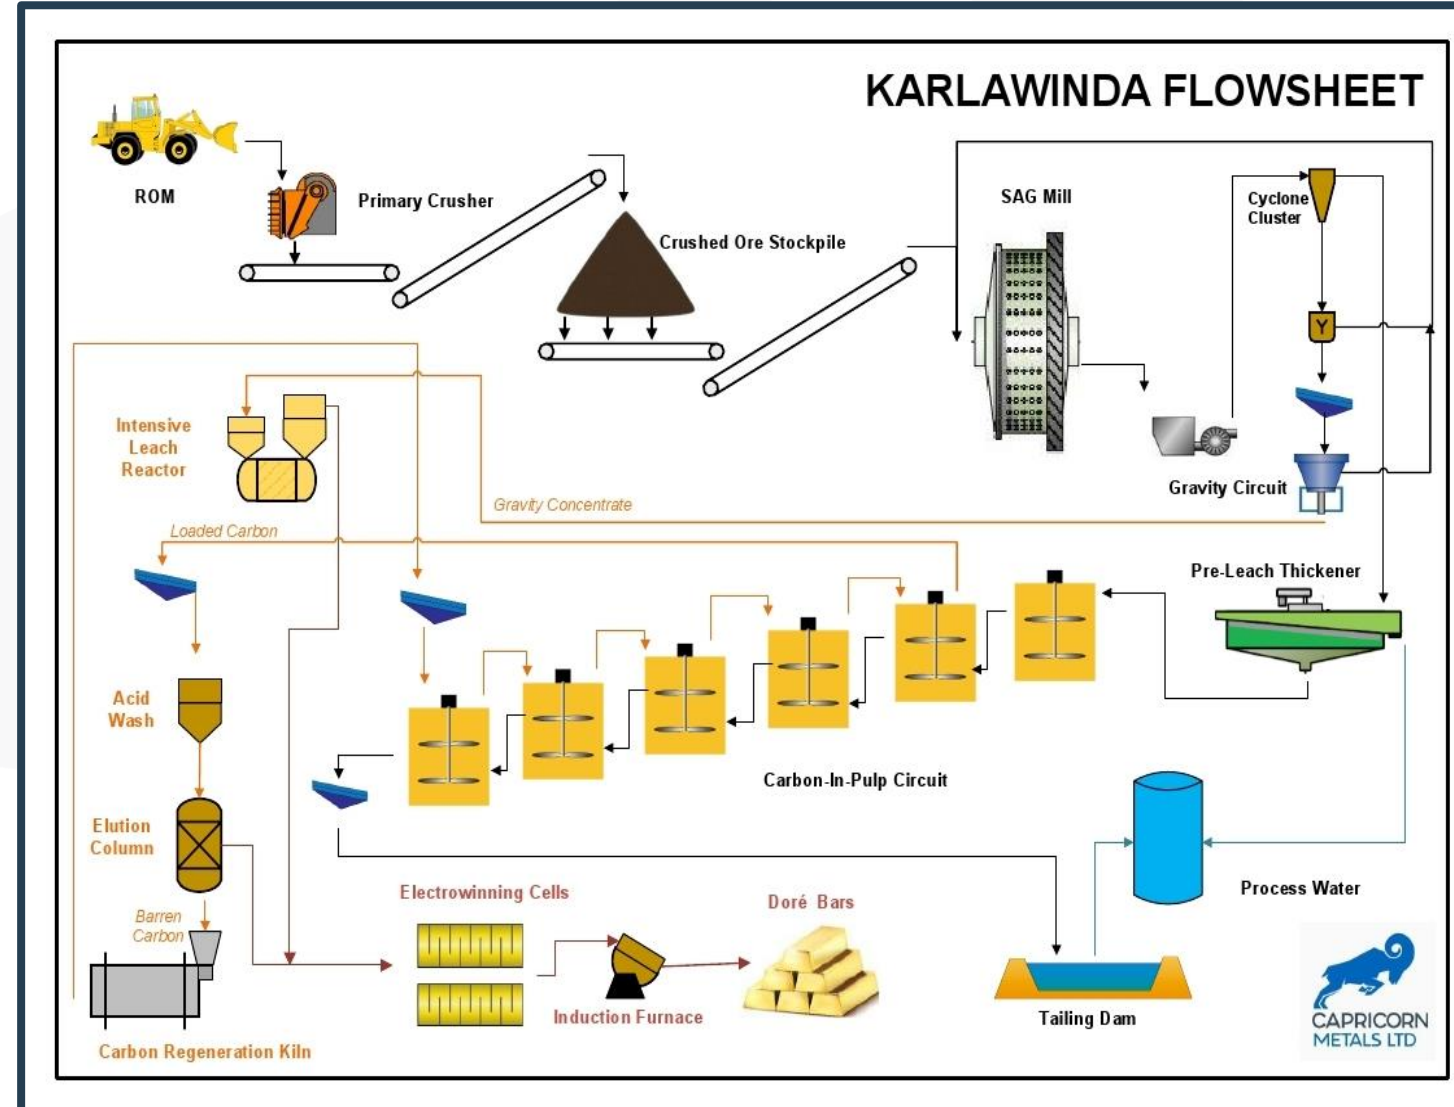 KARLAWINDA FLOWSHEET
ROM
Primary Crusher
Crushed Ore Stockpile
SAG Mill
Cyclone
Cluster
Y
Intensive
Leach
Reactor
Gravity Circuit
Gravity Concentrate
Loaded Carbon
Pre-Leach Thickener
Acid
Wash
Carbon-In-Pulp Circuit
Elution
Column
Process Water
Electrowinning Cells
Doré Bars
Barren
Carbon
Induction Furnace
Tailing Dam
Carbon Regeneration Kiln
CAPRICORN
METALS LTD